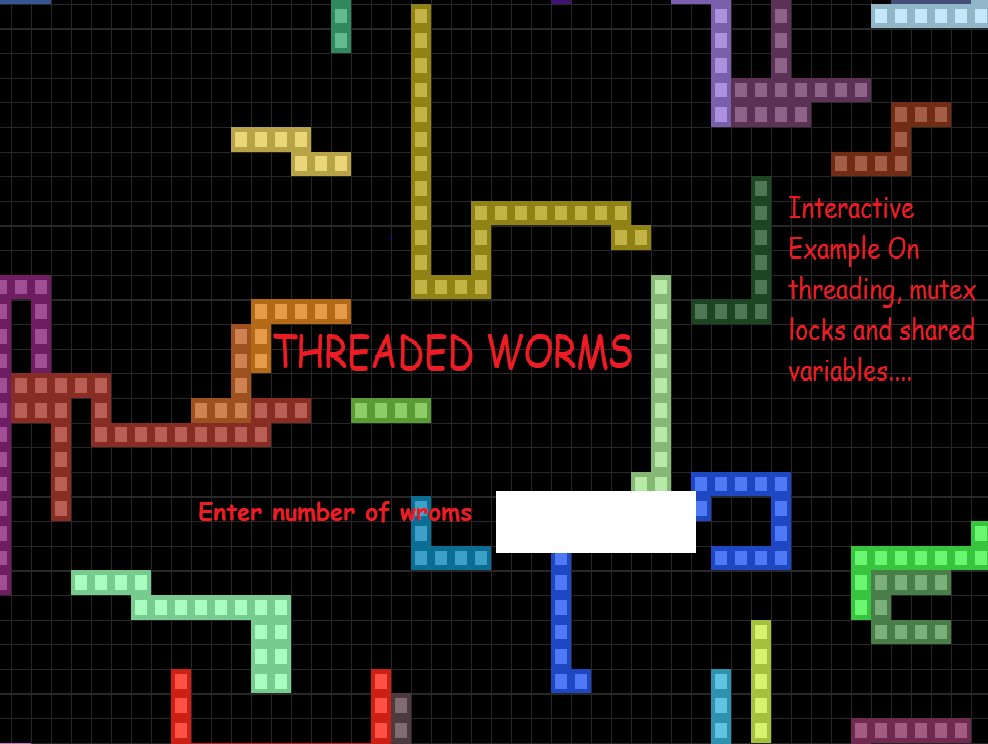 Interactive
Example On
threading, mutex
locks and shared
variables....
THREADED WORMS
Enter number of wroms